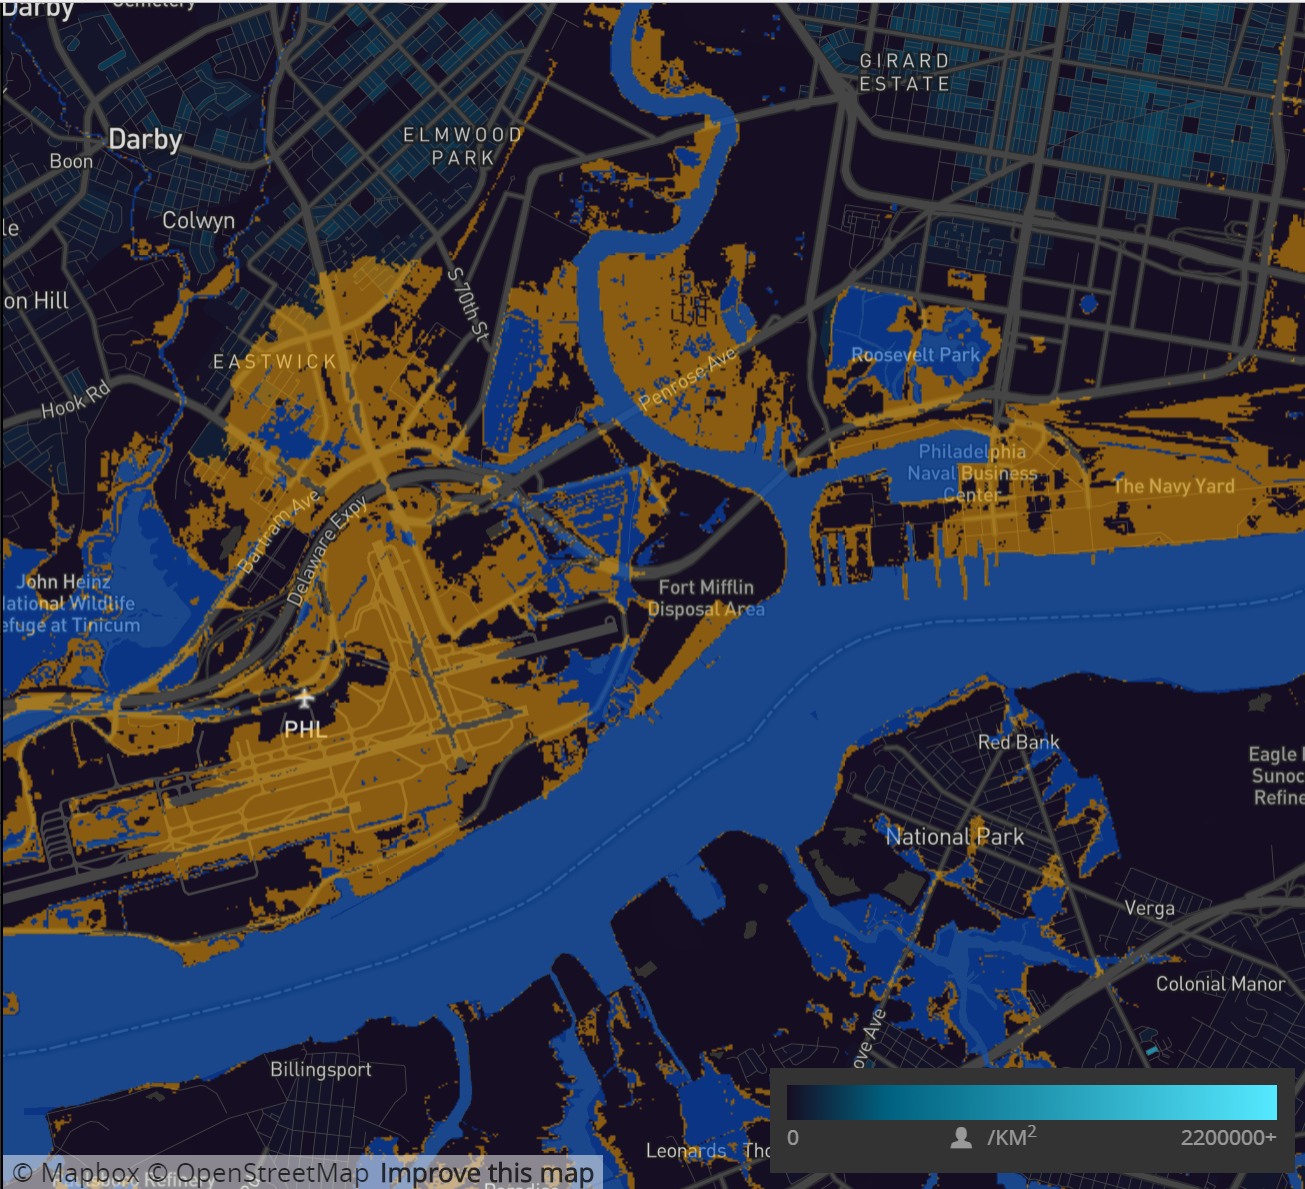 Darby
Cemetery
GIRARD
ESTATE
ELMWOOD
PARK
Darby
Boon
Colwyn
le
on Hill
S 70th St
EASTWICK
Roosevelt Park
Penrose Ave
Hook Rd
Philadelphia
Naval Business
Center
The Navy Yard
Bartram Ave
Delaware Expy
John Heinz
National Wildlife
efuge at Tinicum
Fort Mifflin
Disposal Area
PHL
Red Bank
Eagle
Sunoc
Refine
National Park
Verga
Colonial Manor
ove Ave
Billingsport
Leonards
Tho
0
/KM2
2200000+
© Mapbox © OpenStreetMap Improve this map
Refinery